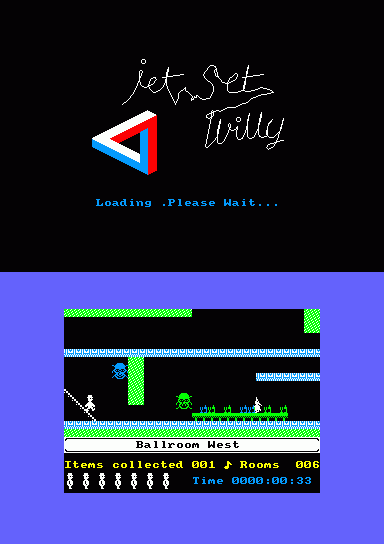 jet Set
Willy
Loading .Please Wait...
Ballroom West
Items collected 001 ♪ Rooms 006
Time 0000:00:33